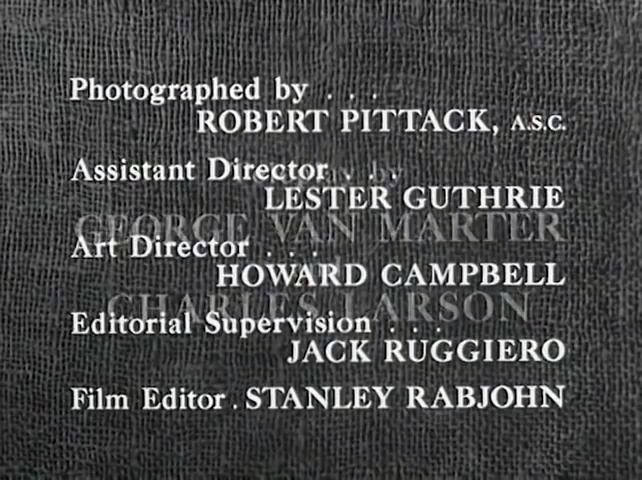 Photographed by . . .
ROBERT PITTACK, A.S.C.
Assistant Director . . .
LESTER GUTHRIE
GEORGE VAN MARTER
Art Director . . .
HOWARD CAMPBELL
CHARLES LARSON
Editorial Supervision . . .
JACK RUGGIERO
Film Editor . STANLEY RABJOHN